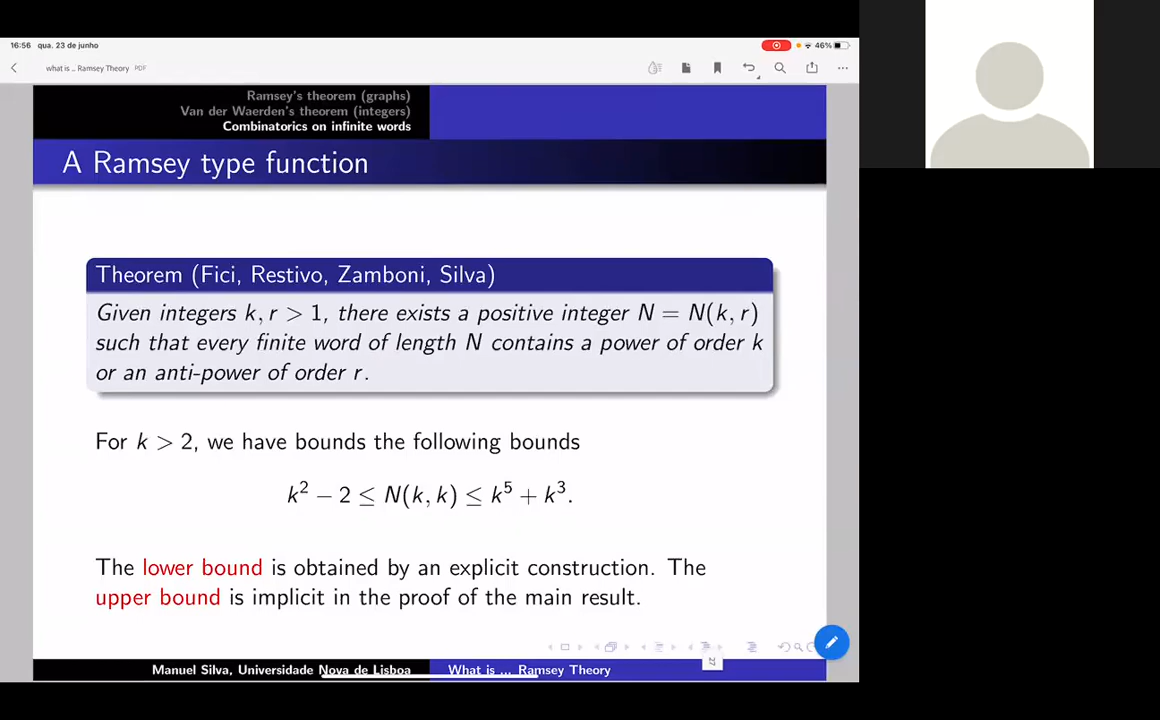 16:56 qua. 23 de junho
46%
what is .. Ramsey Theory PDF
Ramsey's theorem (graphs)
Van der Waerden's theorem (integers)
Combinatorics on infinite words
A Ramsey type function
Theorem (Fici, Restivo, Zamboni, Silva)
Given integers k, r > 1, there exists a positive integer N = N(k, r)
such that every finite word of length N contains a power of order k
or an anti-power of order r.
For k > 2, we have bounds the following bounds
k² − 2 ≤ N(k, k) ≤ k⁵ + k³.
The lower bound is obtained by an explicit construction. The
upper bound is implicit in the proof of the main result.
Manuel Silva, Universidade Nova de Lisboa What is ... Ramsey Theory